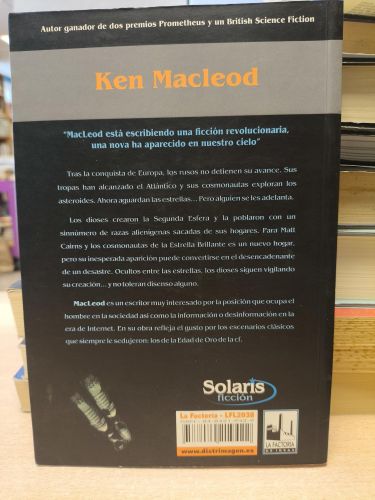 Autor ganador de dos premios Prometheus y un British Science Fiction
Ken Macleod
"MacLeod está escribiendo una ficción revolucionaria,
una nova ha aparecido en nuestro cielo"
Tras la conquista de Europa, los rusos no detienen su avance. Sus
tropas han alcanzado el Atlántico y sus cosmonautas exploran los
asteroides. Ahora aguardan las estrellas... Pero alguien se les adelanta.
Los dioses crearon la Segunda Esfera y la poblaron con un
sinnúmero de razas alienígenas sacadas de sus hogares. Para Matt
Cairns y los cosmonautas de la Estrella Brillante es un nuevo hogar,
pero su inesperada aparición puede convertirse en el desencadenante
de un desastre. Ocultos entre las estrellas, los dioses siguen vigilando
su creación... y no toleran disenso alguno.
MacLeod es un escritor muy interesado por la posición que ocupa el
hombre en la sociedad así como la información o desinformación en la
era de Internet. En su obra refleja el gusto por los escenarios clásicos
que siempre le sedujeron: los de la Edad de Oro de la cf.
Solaris
ficción
La Factoría - LFL2038
www.distrimagen.es
LA FACTORIA
DE IDEAS